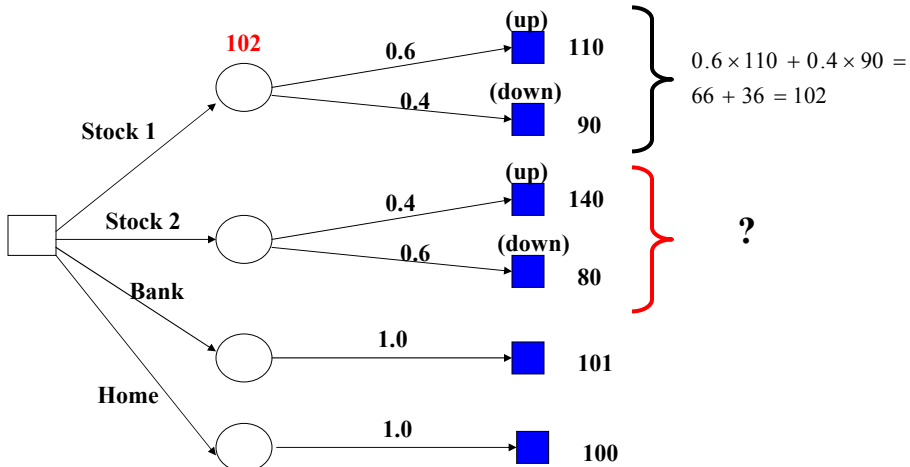 (up)
102
0.6
110
0.6 × 110 + 0.4 × 90 =
66 + 36 = 102
(down)
0.4
90
Stock 1
(up)
0.4
140
Stock 2
?
(down)
0.6
80
Bank
1.0
101
Home
1.0
100